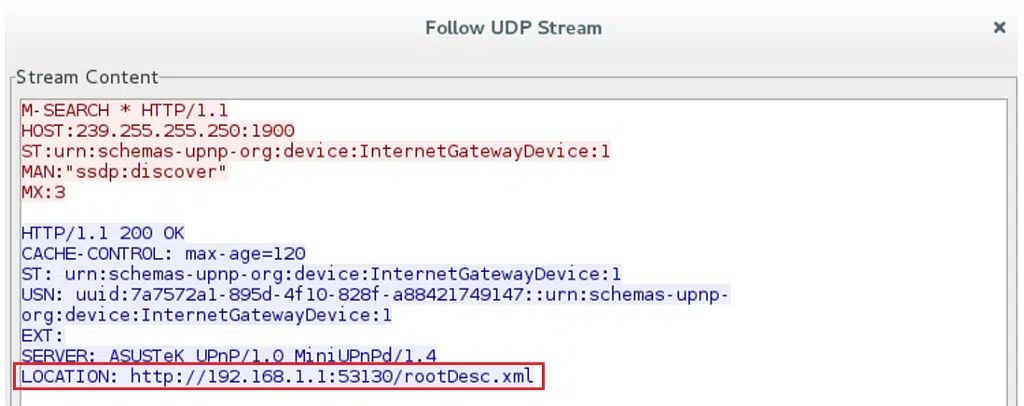 Follow UDP Stream ×
Stream Content
M-SEARCH * HTTP/1.1
HOST:239.255.255.250:1900
ST:urn:schemas-upnp-org:device:InternetGatewayDevice:1
MAN:"ssdp:discover"
MX:3
HTTP/1.1 200 OK
CACHE-CONTROL: max-age=120
ST: urn:schemas-upnp-org:device:InternetGatewayDevice:1
USN: uuid:7a7572a1-895d-4f10-828f-a88421749147::urn:schemas-upnp-
org:device:InternetGatewayDevice:1
EXT:
SERVER: ASUSTeK UPnP/1.0 MiniUPnPd/1.4
LOCATION: http://192.168.1.1:53130/rootDesc.xml